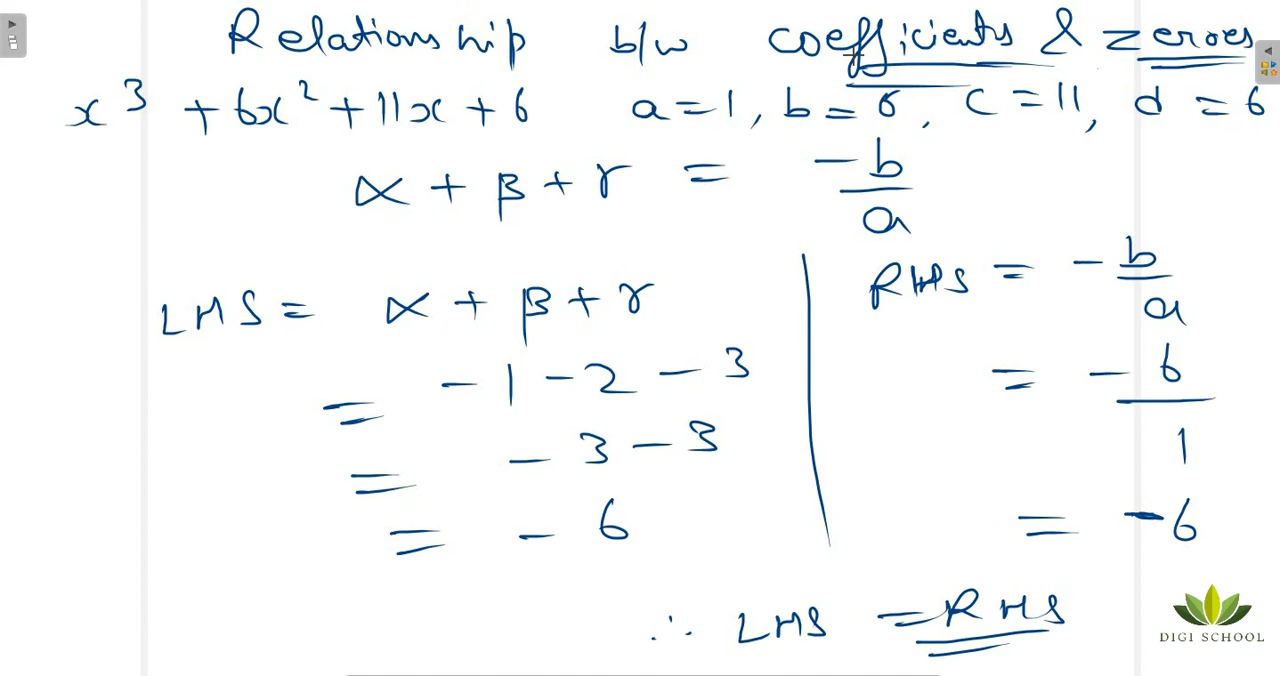 Relationship b/w coefficients & zeroes
x³ + 6x² + 11x + 6 a = 1, b = 6, c = 11, d = 6
α + β + γ = -b/a
LHS = α + β + γ
= -1 -2 -3
= -3 -3
= -6
RHS = -b/a
= -6/1
= -6
∴ LHS = RHS
DIGI SCHOOL